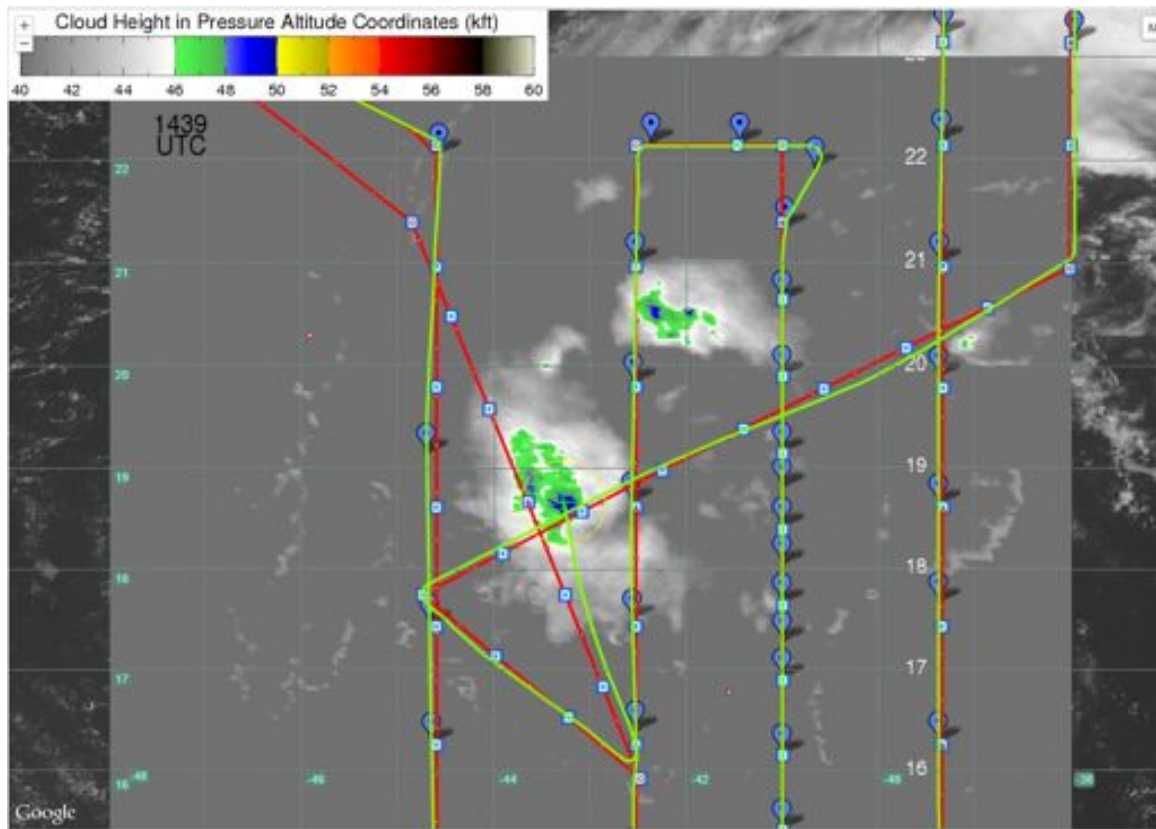 Cloud Height in Pressure Altitude Coordinates (kft)
+
−
40 42 44 46 48 50 52 54 56 58 60
M
1439
UTC
22 22
21 21
20 20
19 19
18 18
17 17
16 -48 -46 -44 -42 -38 16
Google